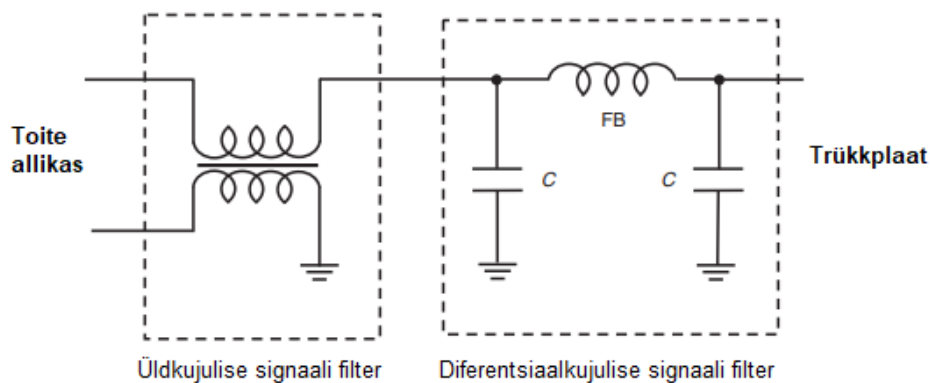 Toite
allikas
FB
C
C
Trükkplaat
Üldkujulise signaali filter
Diferentsiaalkujulise signaali filter